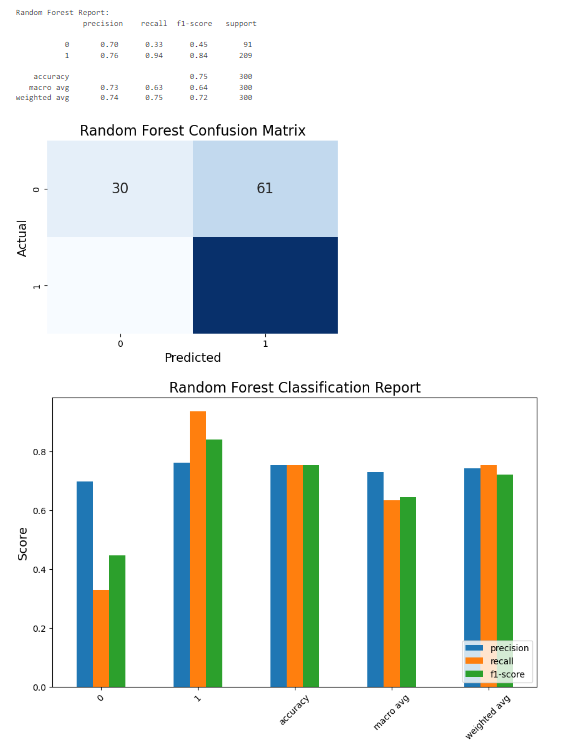 Random Forest Report:
precision recall f1-score support
0 0.70 0.33 0.45 91
1 0.76 0.94 0.84 209
accuracy 0.75 300
macro avg 0.73 0.63 0.64 300
weighted avg 0.74 0.75 0.72 300
Random Forest Confusion Matrix
0
30 61
Actual
1
0 1
Predicted
Random Forest Classification Report
0.8
0.6
Score
0.4
0.2
precision
recall
f1-score
0.0
0 1 accuracy macro avg weighted avg